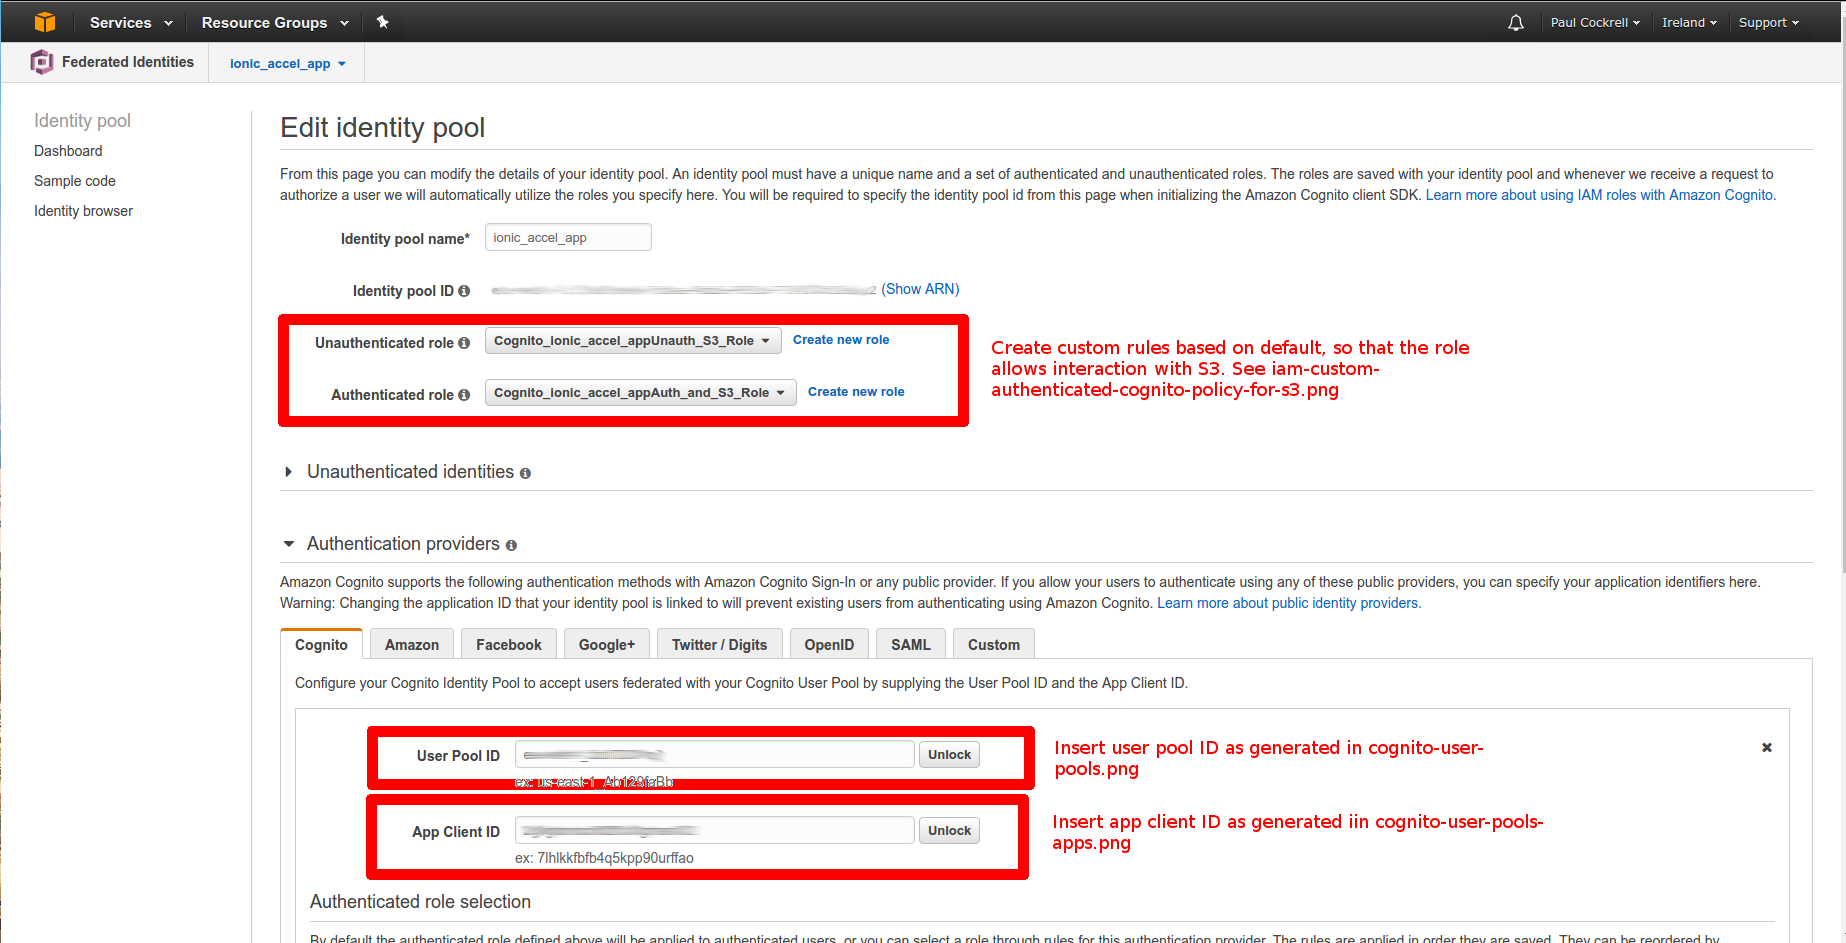 Services Resource Groups Paul Cockrell Ireland Support
Federated Identities ionic_accel_app
Identity pool
Dashboard
Sample code
Identity browser
Edit identity pool
From this page you can modify the details of your identity pool. An identity pool must have a unique name and a set of authenticated and unauthenticated roles. The roles are saved with your identity pool and whenever we receive a request to
authorize a user we will automatically utilize the roles you specify here. You will be required to specify the identity pool id from this page when initializing the Amazon Cognito client SDK. Learn more about using IAM roles with Amazon Cognito.
Identity pool name* ionic_accel_app
Identity pool ID (Show ARN)
Unauthenticated role Cognito_ionic_accel_appUnauth_S3_Role Create new role
Authenticated role Cognito_ionic_accel_appAuth_and_S3_Role Create new role
Create custom rules based on default, so that the role
allows interaction with S3. See iam-custom-
authenticated-cognito-policy-for-s3.png
Unauthenticated identities
Authentication providers
Amazon Cognito supports the following authentication methods with Amazon Cognito Sign-In or any public provider. If you allow your users to authenticate using any of these public providers, you can specify your application identifiers here.
Warning: Changing the application ID that your identity pool is linked to will prevent existing users from authenticating using Amazon Cognito. Learn more about public identity providers.
Cognito Amazon Facebook Google+ Twitter / Digits OpenID SAML Custom
Configure your Cognito Identity Pool to accept users federated with your Cognito User Pool by supplying the User Pool ID and the App Client ID.
User Pool ID Unlock
ex: us-east-1_Ab129faBb
Insert user pool ID as generated in cognito-user-
pools.png
App Client ID Unlock
ex: 7lhlkkfbfb4q5kpp90urffao
Insert app client ID as generated iin cognito-user-pools-
apps.png
Authenticated role selection
By default the authenticated role defined above will be applied to authenticated users, or you can select a role through rules for this authentication provider. The rules are applied in order they are saved. They can be reordered by